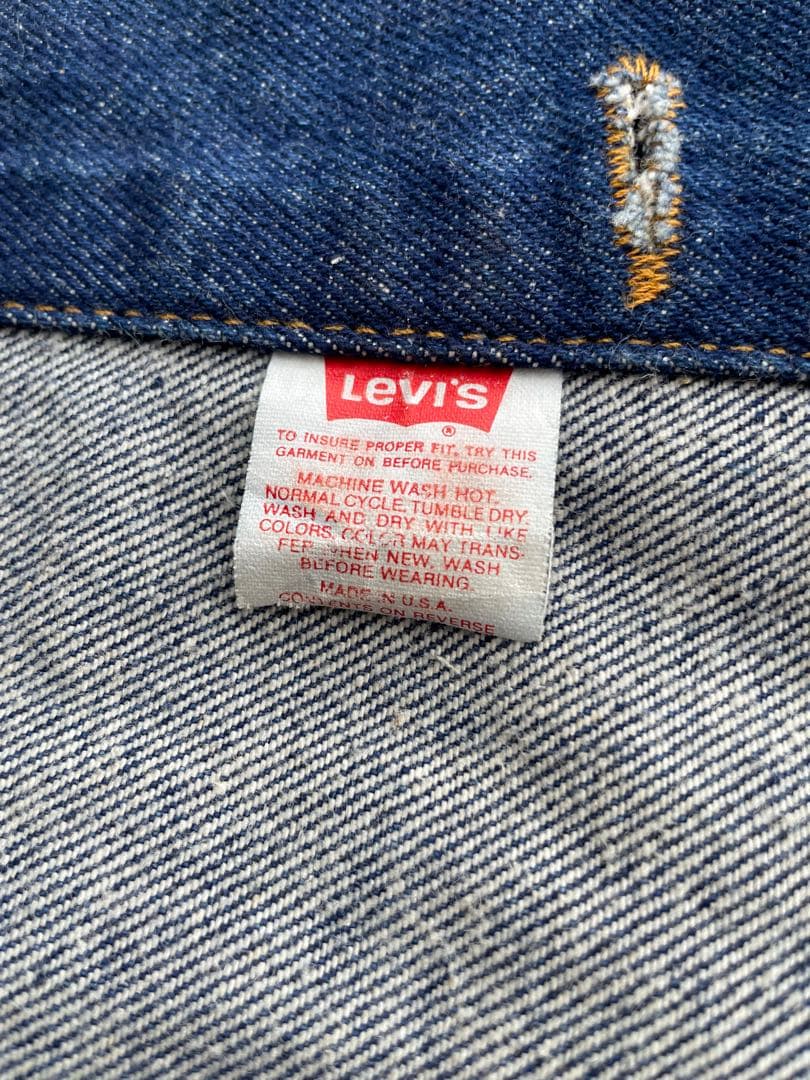 Levi's
®
TO INSURE PROPER FIT, TRY THIS
GARMENT ON BEFORE PURCHASE.
MACHINE WASH HOT.
NORMAL CYCLE, TUMBLE DRY.
WASH AND DRY WITH LIKE
COLORS, COLOR MAY TRANS-
FER WHEN NEW, WASH
BEFORE WEARING.
MADE IN U.S.A.
CONTENTS ON REVERSE